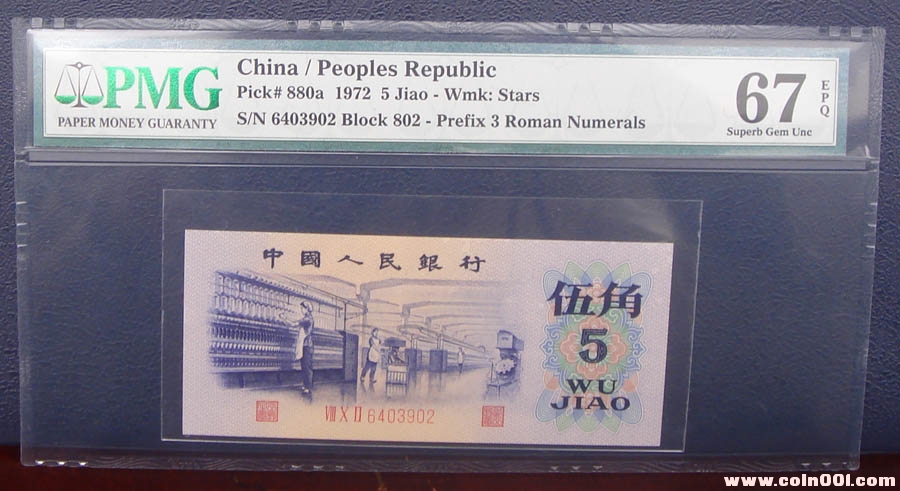 PMG
PAPER MONEY GUARANTY
China / Peoples Republic
Pick# 880a 1972 5 Jiao - Wmk: Stars
S/N 6403902 Block 802 - Prefix 3 Roman Numerals
67
EPQ
Superb Gem Unc
中國人民銀行
伍角
5
WU
JIAO
VIII X II 6403902
www.coin001.com